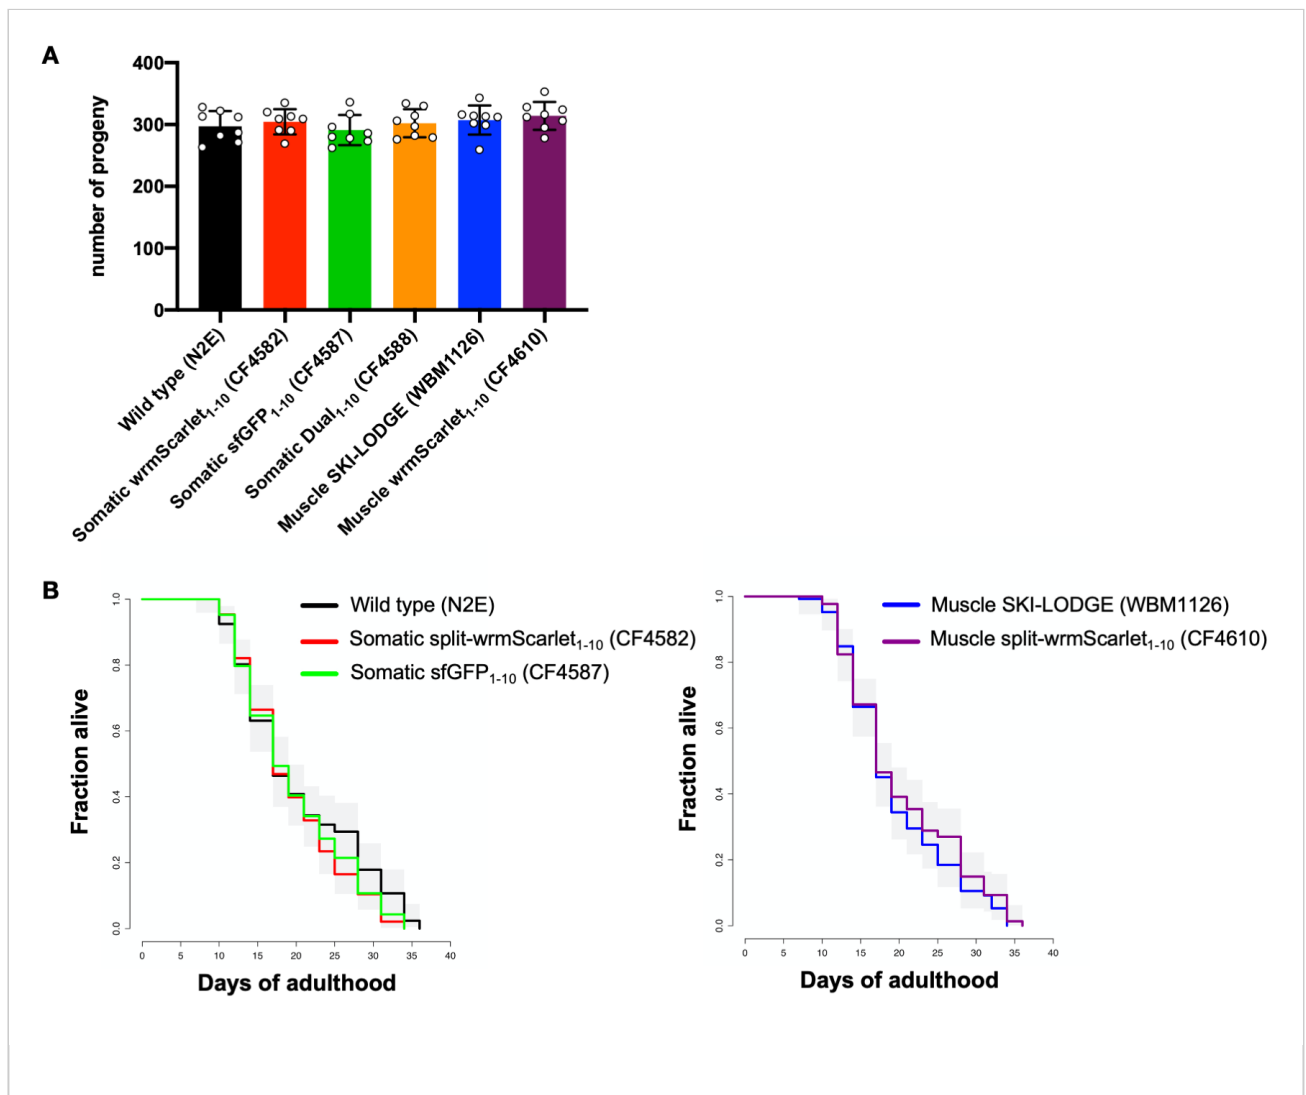 A
400
300
200
100
0
number of progeny
Wild type (N2E)
Somatic wrmScarlet1-10 (CF4582)
Somatic sfGFP1-10 (CF4587)
Somatic Dual1-10 (CF4588)
Muscle SKI-LODGE (WBM1126)
Muscle wrmScarlet1-10 (CF4610)
B
Wild type (N2E)
Somatic split-wrmScarlet1-10 (CF4582)
Somatic sfGFP1-10 (CF4587)
Fraction alive
1.0
0.8
0.6
0.4
0.2
0.0
0 5 10 15 20 25 30 35 40
Days of adulthood
Muscle SKI-LODGE (WBM1126)
Muscle split-wrmScarlet1-10 (CF4610)
Fraction alive
1.0
0.8
0.6
0.4
0.2
0.0
0 5 10 15 20 25 30 35 40
Days of adulthood